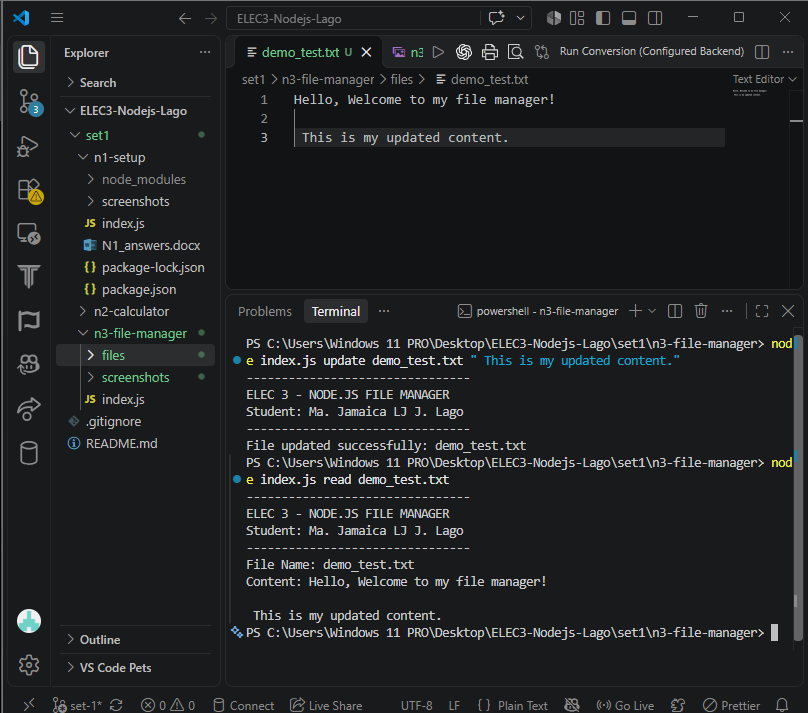 ELEC3-Nodejs-Lago
Explorer
Search
ELEC3-Nodejs-Lago
set1
n1-setup
node_modules
screenshots
JS index.js
N1_answers.docx
{} package-lock.json
{} package.json
n2-calculator
n3-file-manager
files
screenshots
JS index.js
.gitignore
README.md
Outline
VS Code Pets
3
demo_test.txt U
n3
Run Conversion (Configured Backend)
set1 > n3-file-manager > files > demo_test.txt
Text Editor
1 Hello, Welcome to my file manager!
2
3 This is my updated content.
Problems Terminal ... powershell - n3-file-manager
PS C:\Users\Windows 11 PRO\Desktop\ELEC3-Nodejs-Lago\set1\n3-file-manager> nod
e index.js update demo_test.txt " This is my updated content."
------------------------------
ELEC 3 - NODE.JS FILE MANAGER
Student: Ma. Jamaica LJ J. Lago
------------------------------
File updated successfully: demo_test.txt
PS C:\Users\Windows 11 PRO\Desktop\ELEC3-Nodejs-Lago\set1\n3-file-manager> nod
e index.js read demo_test.txt
------------------------------
ELEC 3 - NODE.JS FILE MANAGER
Student: Ma. Jamaica LJ J. Lago
------------------------------
File Name: demo_test.txt
Content: Hello, Welcome to my file manager!
This is my updated content.
PS C:\Users\Windows 11 PRO\Desktop\ELEC3-Nodejs-Lago\set1\n3-file-manager>
set-1* 0 0 Connect Live Share UTF-8 LF {} Plain Text Go Live Prettier